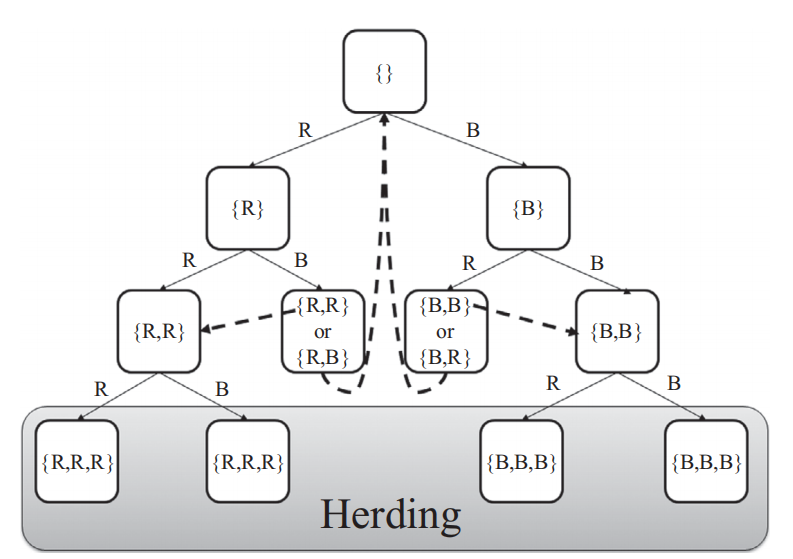 {}
R
B
{R}
{B}
R
B
R
B
{R,R}
{R,R}
or
{R,B}
{B,B}
or
{B,R}
{B,B}
R
B
R
B
{R,R,R}
{R,R,R}
{B,B,B}
{B,B,B}
Herding